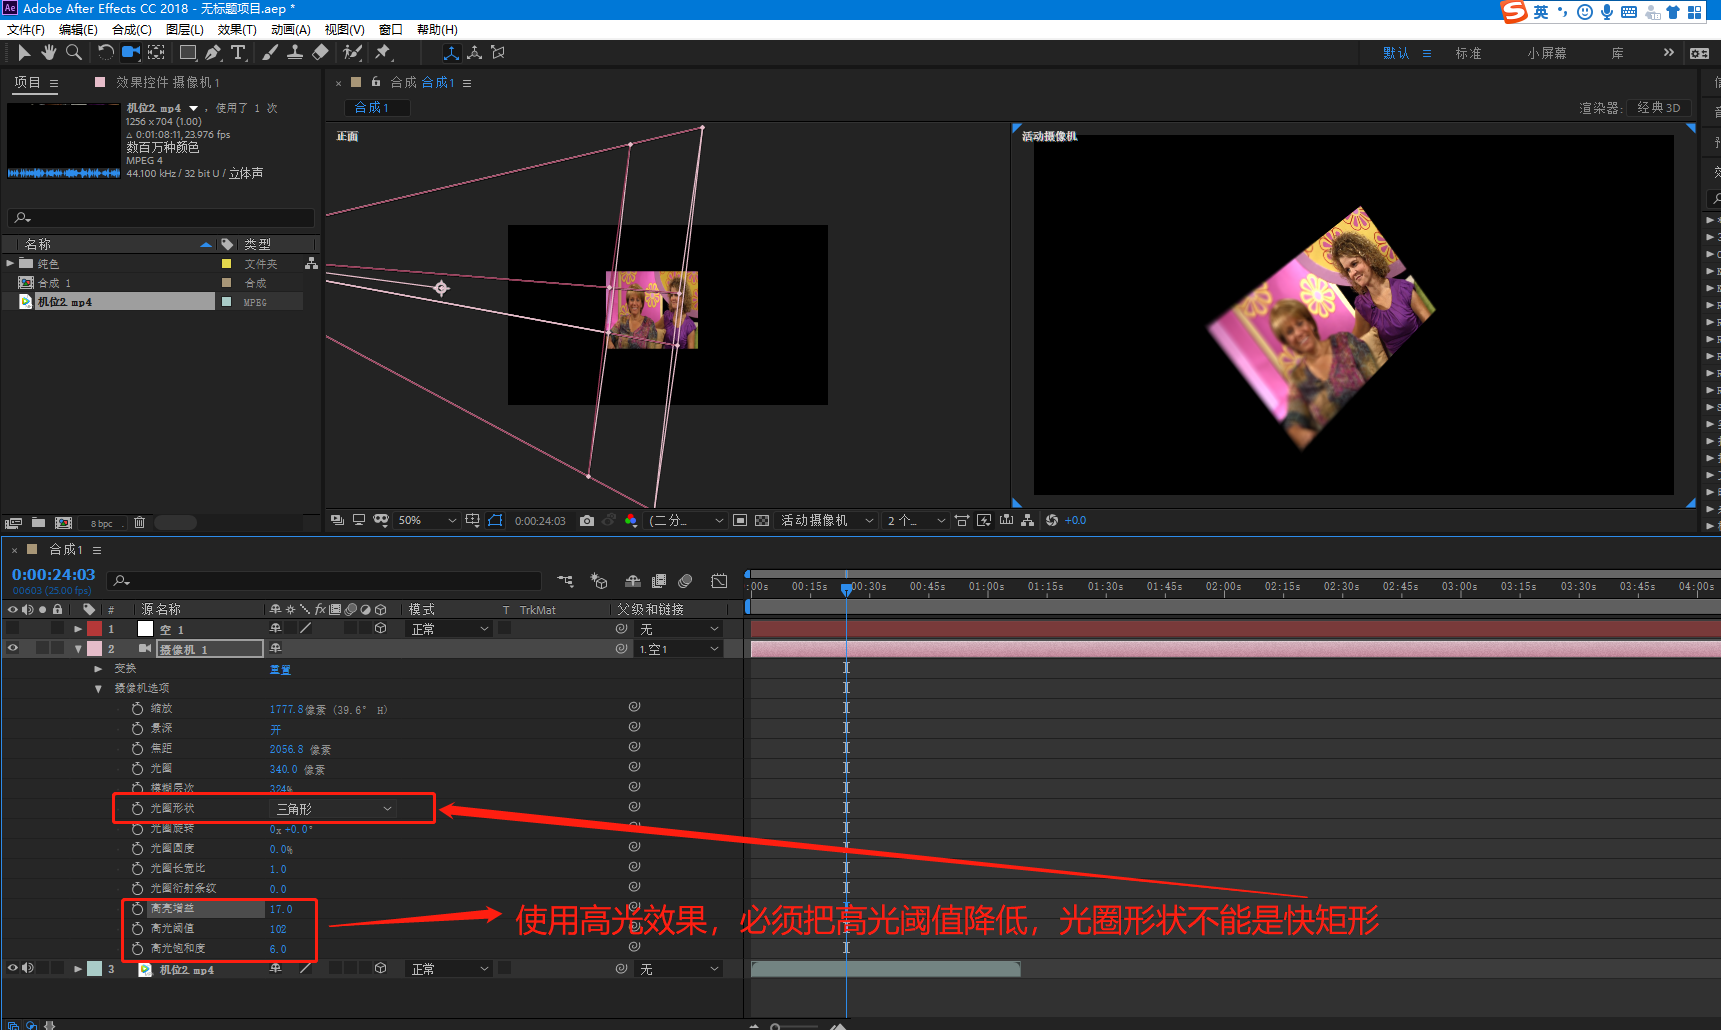 Adobe After Effects CC 2018 - 无标题项目.aep *
英
文件(F) 编辑(E) 合成(C) 图层(L) 效果(T) 动画(A) 视图(V) 窗口 帮助(H)
默认 标准 小屏幕 库
项目 效果控件 摄像机 1
合成 合成 1
合成 1
渲染器: 经典 3D
机位2.mp4 , 使用了 1 次
1256 x 704 (1.00)
△ 0:01:08:11, 23.976 fps
数百万种颜色
MPEG 4
44.100 kHz / 32 bit U / 立体声
正面
活动摄像机
名称 类型
纯色 文件夹
合成 1 合成
机位2.mp4 MPEG
8 bpc
50% 0:00:24:03 (二分... 活动摄像机 2 个... +0.0
合成 1
0:00:24:03
00603 (25.00 fps)
:00s 00:15s 00:30s 00:45s 01:00s 01:15s 01:30s 01:45s 02:00s 02:15s 02:30s 02:45s 03:00s 03:15s 03:30s 03:45s 04:00s
# 源名称 模式 T TrkMat 父级和链接
1 空 1 正常 无
2 摄像机 1 1.空1
变换 重置
摄像机选项
缩放 1777.8 像素 (39.6° H)
景深 开
焦距 2056.8 像素
光圈 340.0 像素
模糊层次 324%
光圈形状 三角形
光圈旋转 0x+0.0°
光圈圆度 0.0%
光圈长宽比 1.0
光圈衍射条纹 0.0
高亮增益 17.0
高光阈值 102
高光饱和度 6.0
使用高光效果，必须把高光阈值降低，光圈形状不能是快矩形
3 机位2.mp4 正常 无